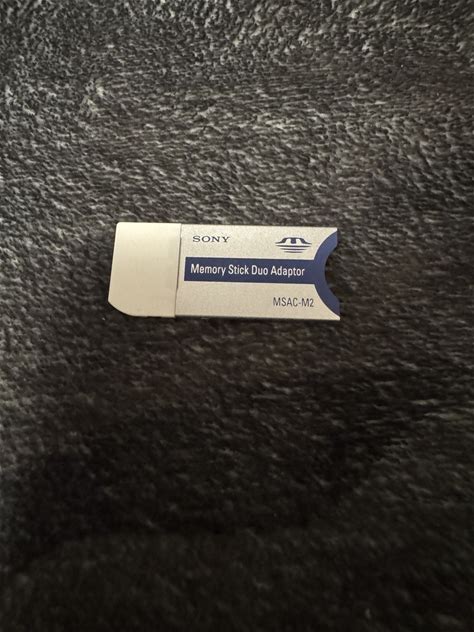 SONY
Memory Stick Duo Adaptor
MSAC-M2